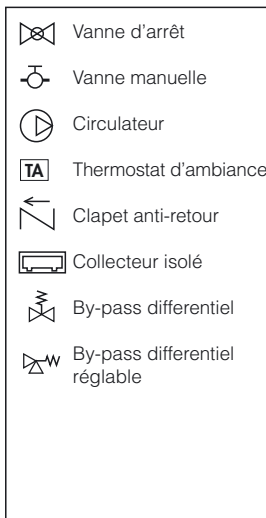 Vanne d'arrêt
Vanne manuelle
Circulateur
TA Thermostat d'ambiance
Clapet anti-retour
Collecteur isolé
By-pass differentiel
By-pass differentiel
réglable